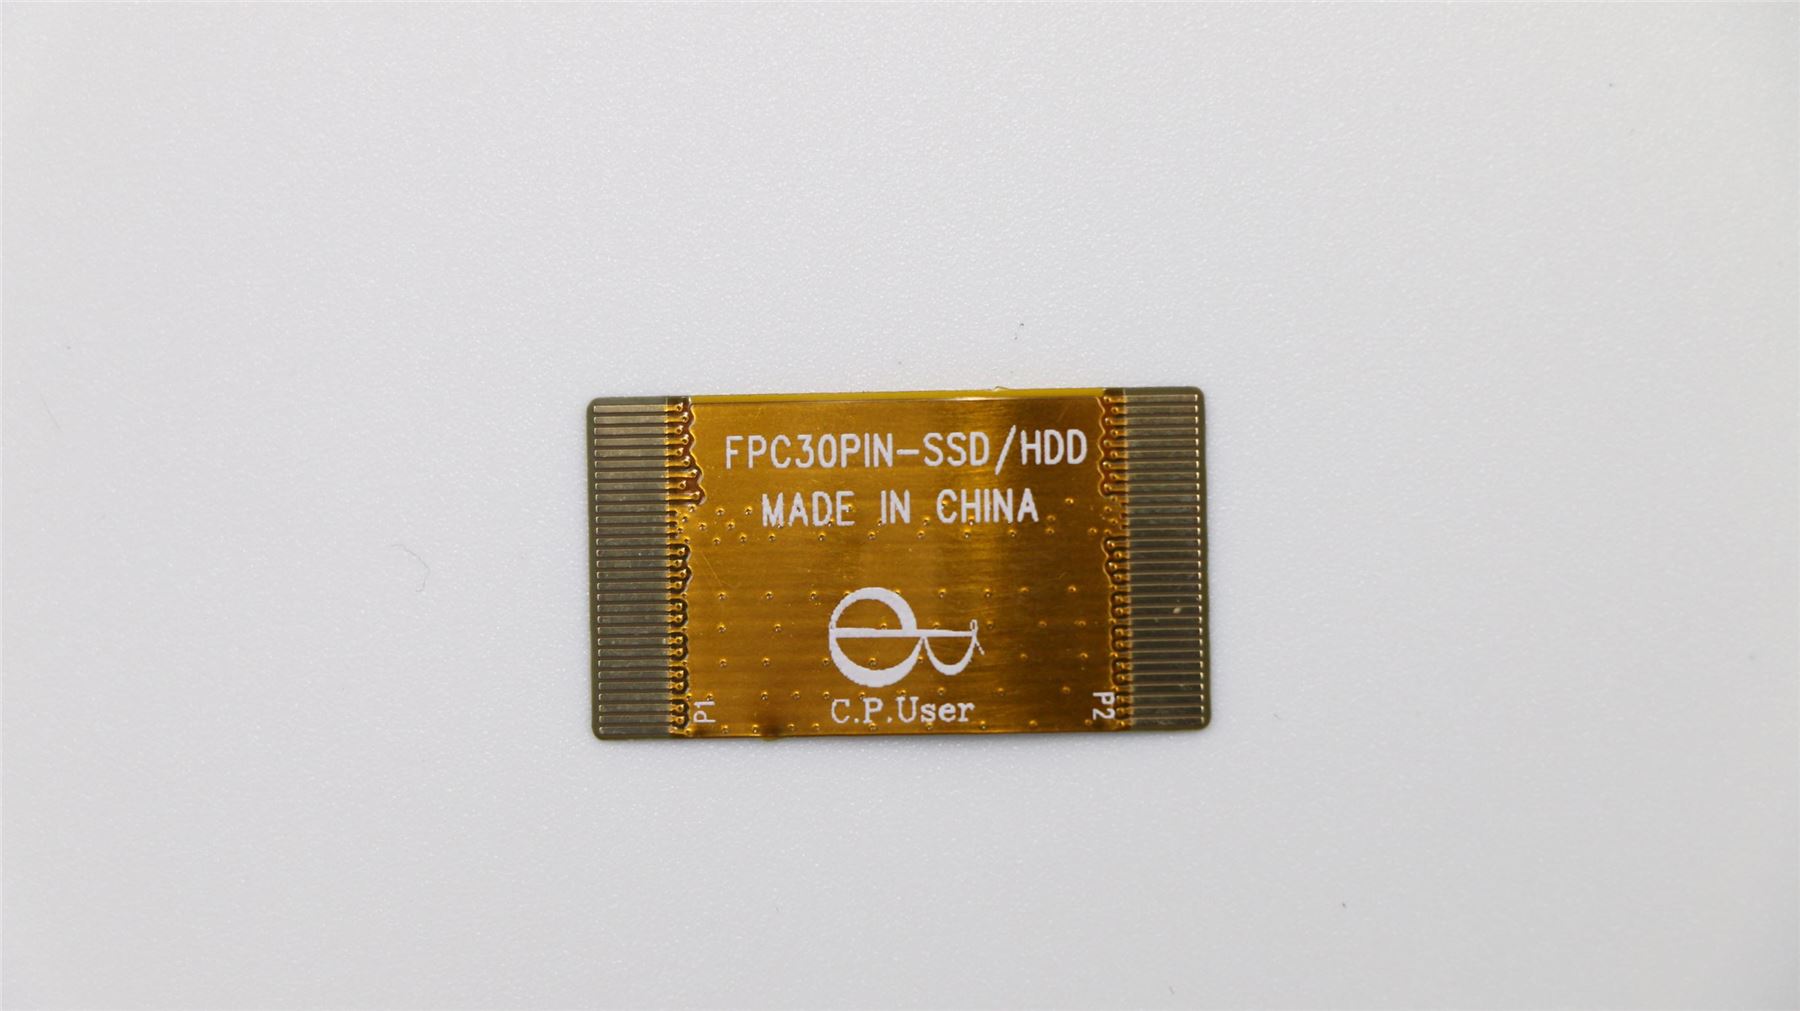 FPC30PIN-SSD/HDD
MADE IN CHINA
C.P.User
P1
P2